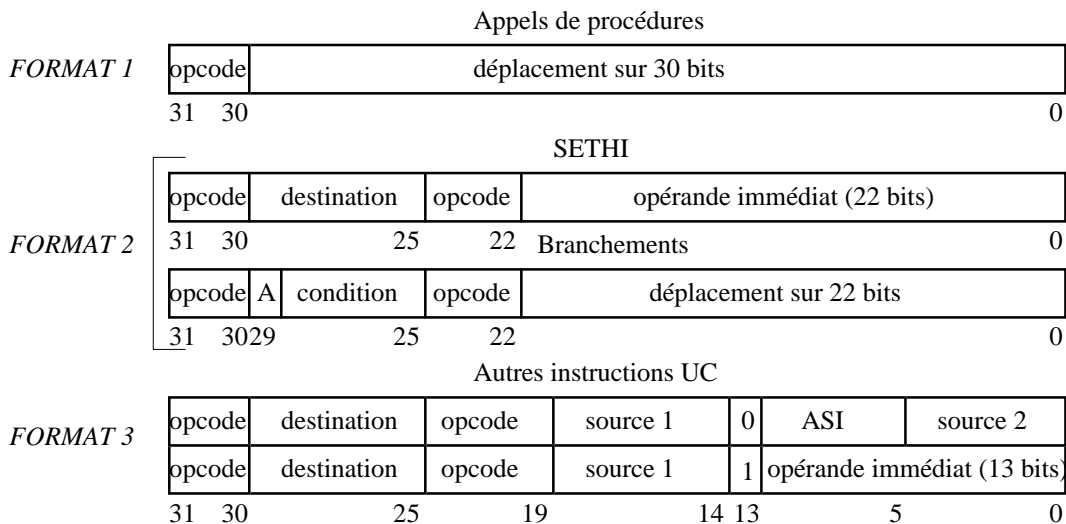 Appels de procédures
FORMAT 1 opcode déplacement sur 30 bits
31 30 0
SETHI
opcode destination opcode opérande immédiat (22 bits)
FORMAT 2 31 30 25 22 Branchements 0
opcode A condition opcode déplacement sur 22 bits
31 30 29 25 22 0
Autres instructions UC
FORMAT 3 opcode destination opcode source 1 0 ASI source 2
opcode destination opcode source 1 1 opérande immédiat (13 bits)
31 30 25 19 14 13 5 0